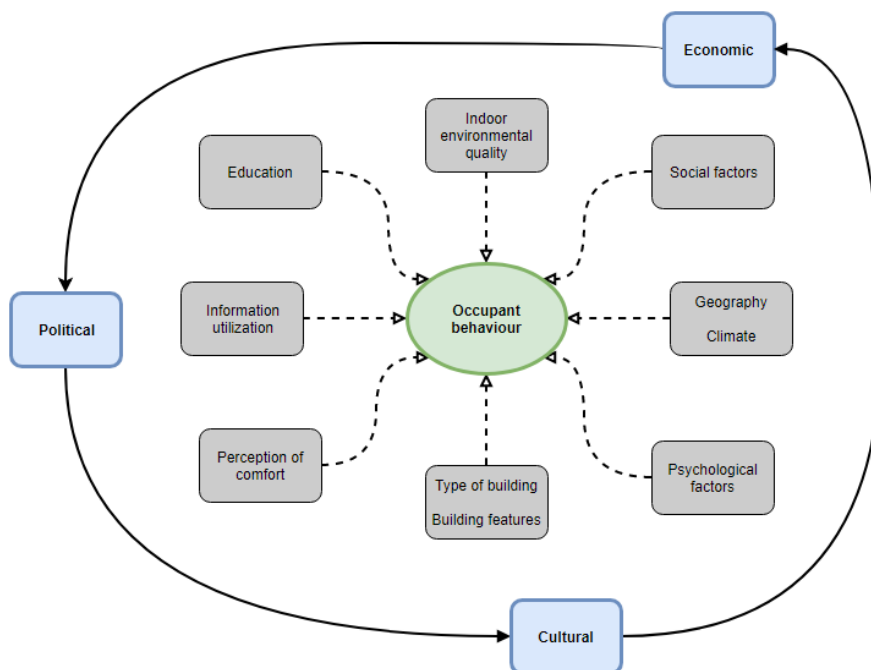 Economic
Indoor
environmental
quality
Education
Social factors
Political
Information
utilization
Occupant
behaviour
Geography
Climate
Perception of
comfort
Type of building
Building features
Psychological
factors
Cultural